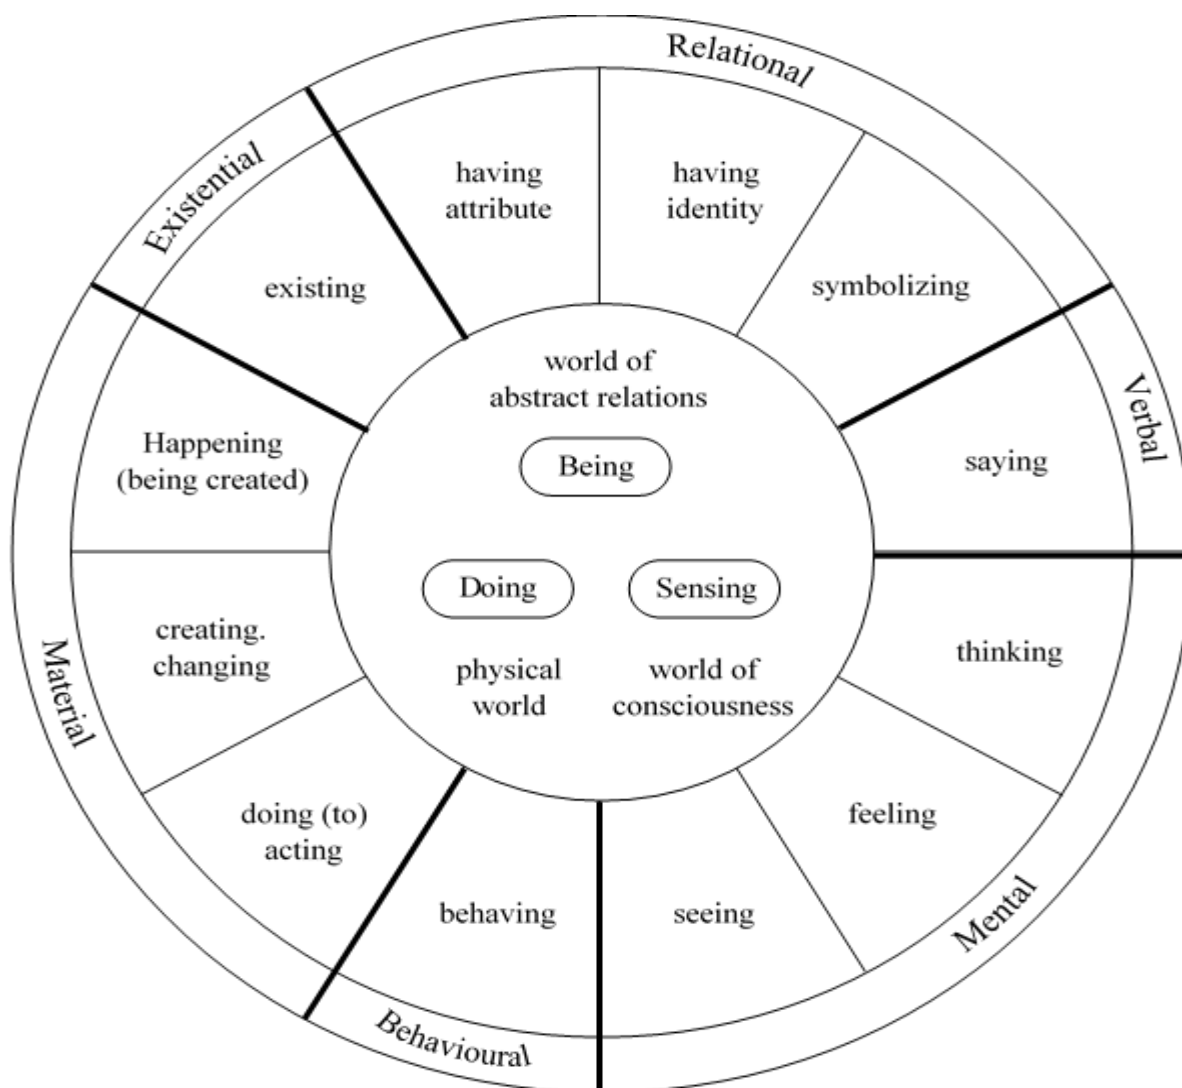 Relational
Existential
having
attribute
having
identity
existing
symbolizing
world of
abstract relations
Verbal
Happening
(being created)
Being
saying
Doing
Sensing
Material
creating.
changing
physical
world
world of
consciousness
thinking
doing (to)
acting
feeling
behaving
seeing
Mental
Behavioural